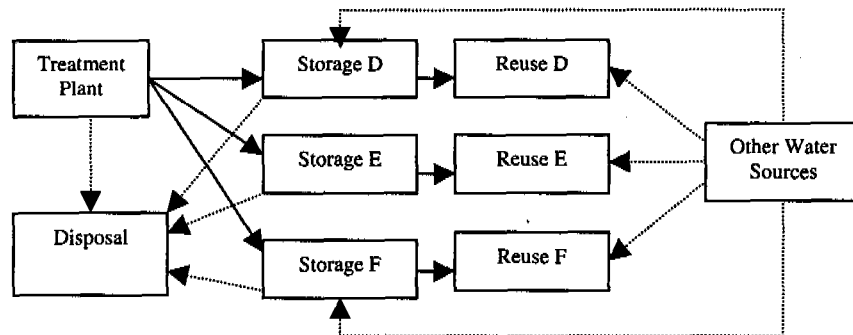 Treatment
Plant
Storage D
Reuse D
Storage E
Reuse E
Other Water
Sources
Disposal
Storage F
Reuse F